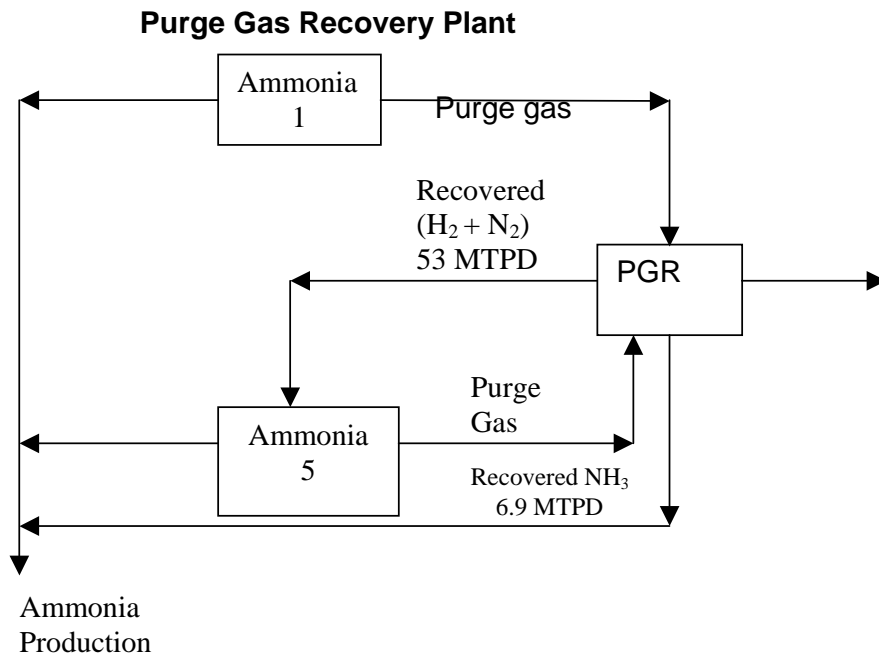 Purge Gas Recovery Plant
Ammonia
1
Purge gas
Recovered
(H₂ + N₂)
53 MTPD
PGR
Purge
Gas
Ammonia
5
Recovered NH₃
6.9 MTPD
Ammonia
Production